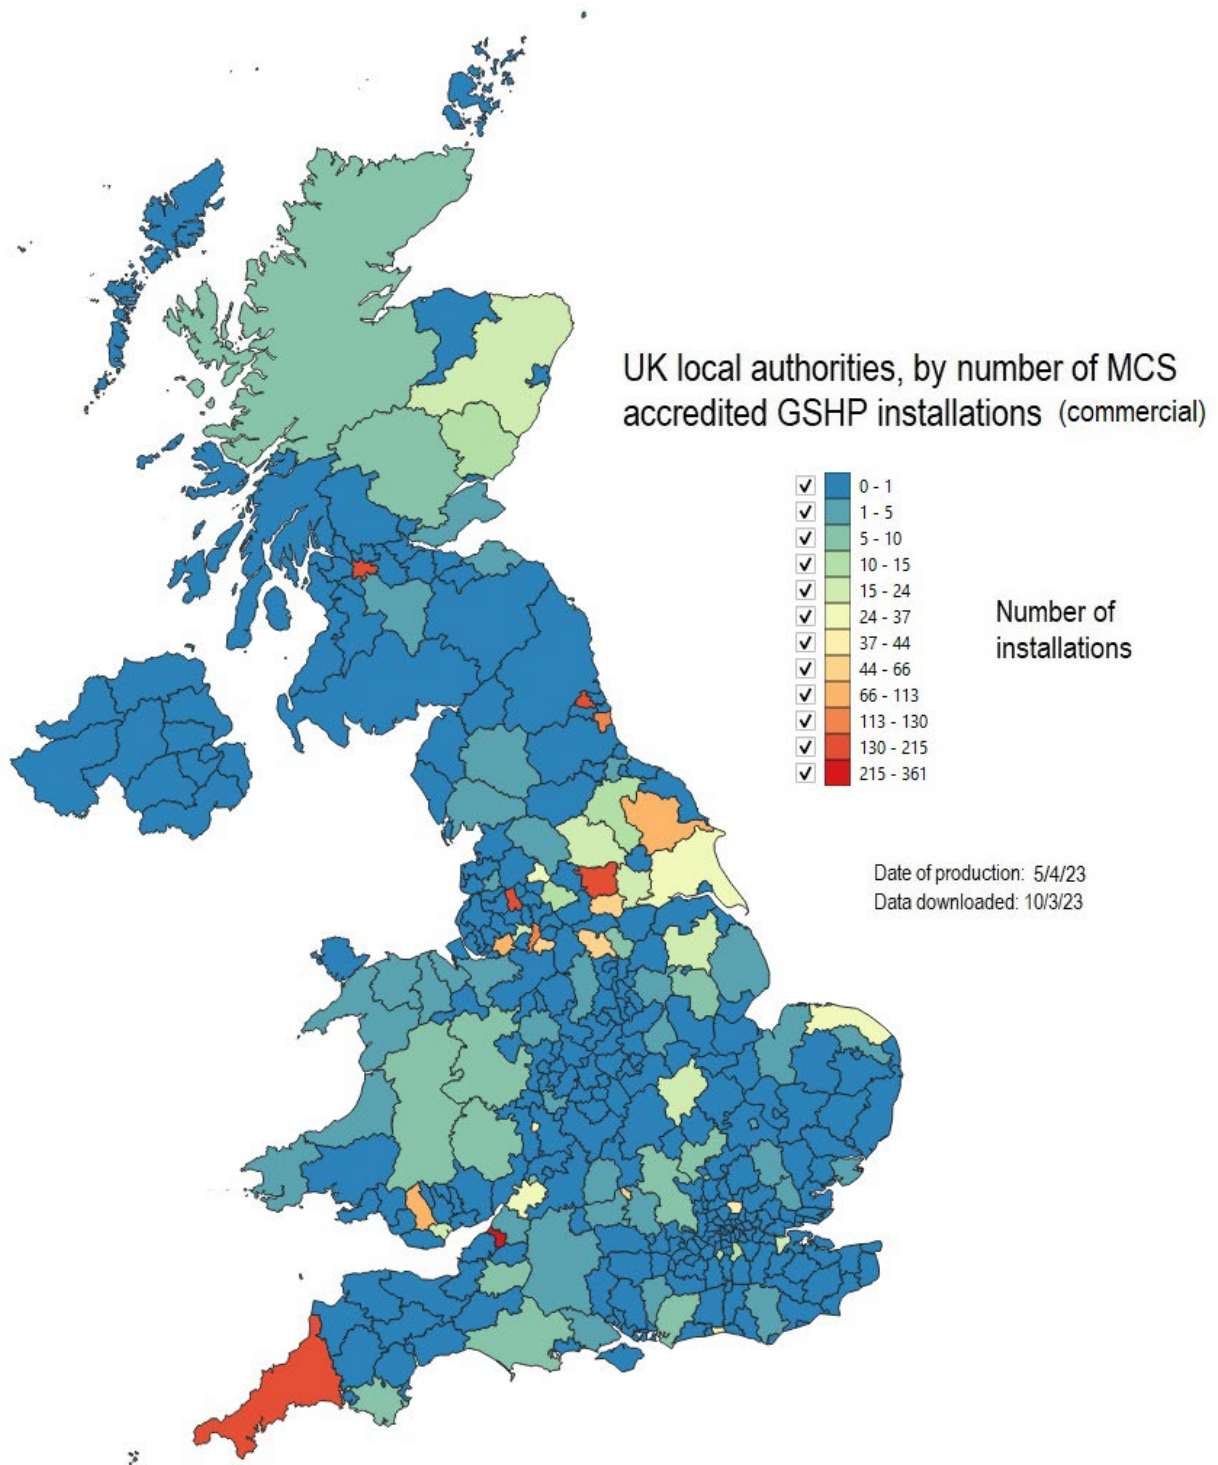 UK local authorities, by number of MCS
accredited GSHP installations (commercial)
0 - 1
1 - 5
5 - 10
10 - 15
15 - 24
24 - 37
37 - 44
44 - 66
66 - 113
113 - 130
130 - 215
215 - 361
Number of
installations
Date of production: 5/4/23
Data downloaded: 10/3/23